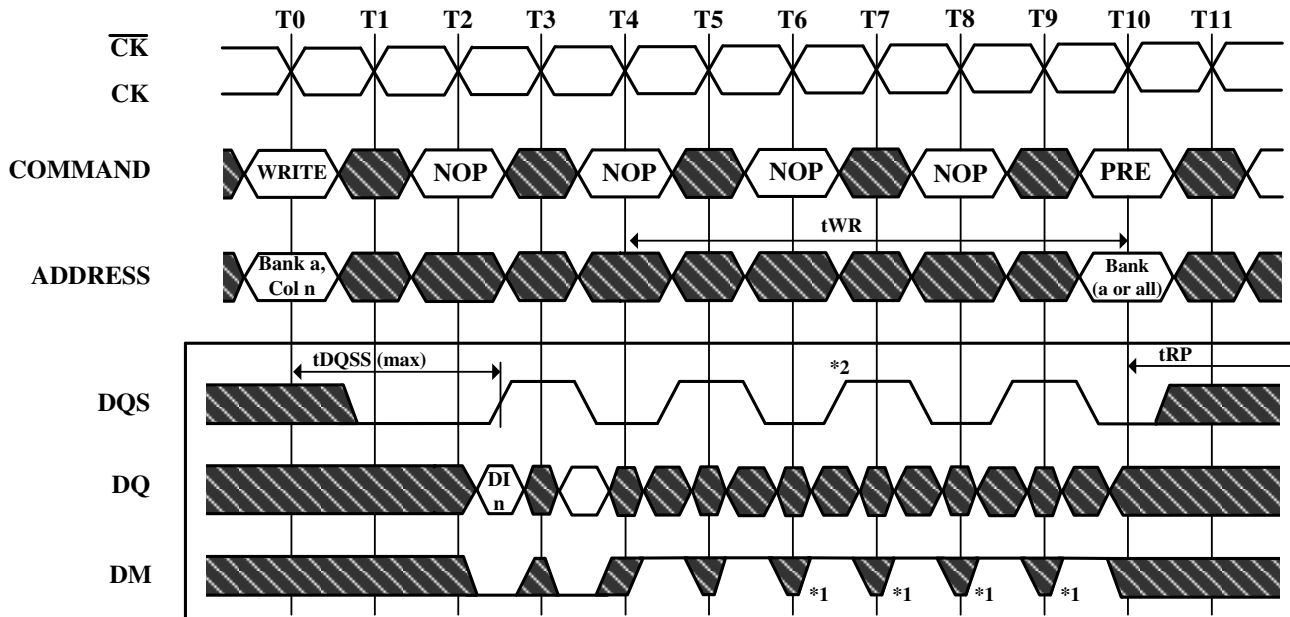 T0 T1 T2 T3 T4 T5 T6 T7 T8 T9 T10 T11
CK
CK
COMMAND
WRITE NOP NOP NOP NOP PRE
tWR
ADDRESS
Bank a,
Col n
Bank
(a or all)
tDQSS (max)
*2
tRP
DQS
DQ
DI
n
DM
*1 *1 *1 *1